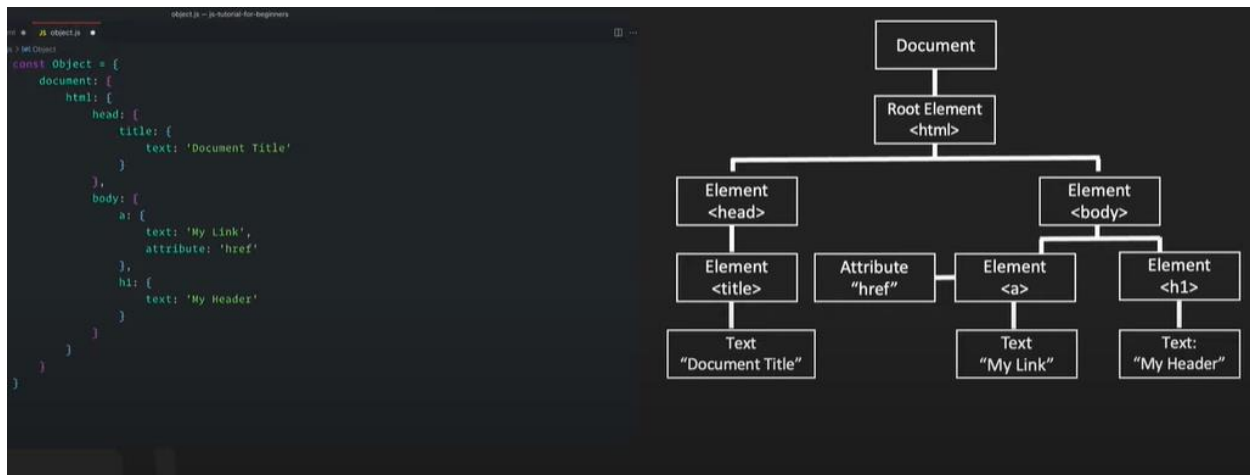 object.js — js-tutorial-for-beginners
JS object.js
Object
const Object = {
document: {
html: {
head: {
title: {
text: 'Document Title'
}
},
body: {
a: {
text: 'My Link',
attribute: 'href'
},
h1: {
text: 'My Header'
}
}
}
}
}
Document
Root Element
<html>
Element
<head>
Element
<body>
Element
<title>
Attribute
“href”
Element
<a>
Element
<h1>
Text
“Document Title”
Text
“My Link”
Text:
“My Header”